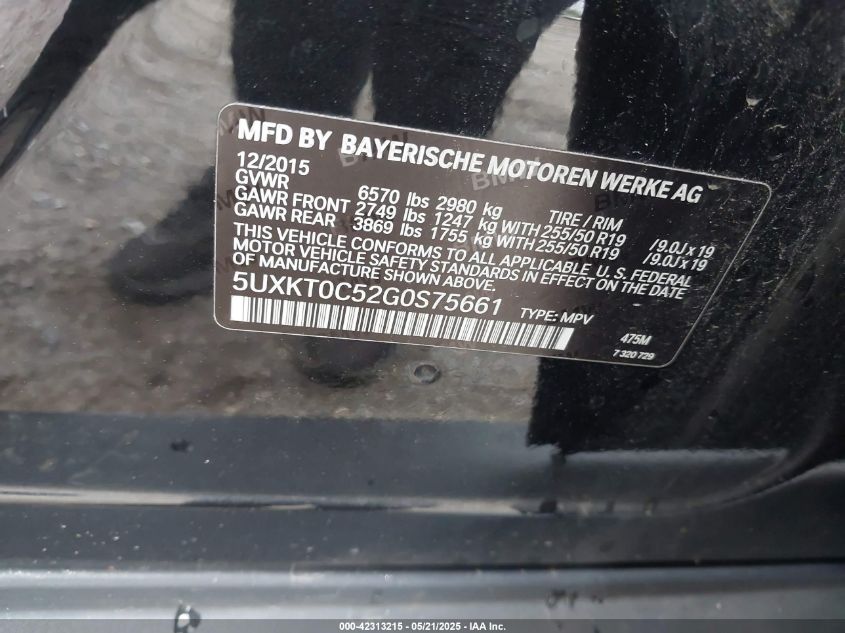 MFD BY BAYERISCHE MOTOREN WERKE AG
12/2015
GVWR 6570 lbs 2980 kg TIRE / RIM
GAWR FRONT 2749 lbs 1247 kg WITH 255/50 R19 /9.0J x 19
GAWR REAR 3869 lbs 1755 kg WITH 255/50 R19 /9.0J x 19
THIS VEHICLE CONFORMS TO ALL APPLICABLE U.S. FEDERAL
MOTOR VEHICLE SAFETY STANDARDS IN EFFECT ON THE
DATE OF MANUFACTURE SHOWN ABOVE.
5UXKT0C52G0S75661 TYPE: MPV
475M
7 320 729
000-42313215 - 05/21/2025 - IAA Inc.